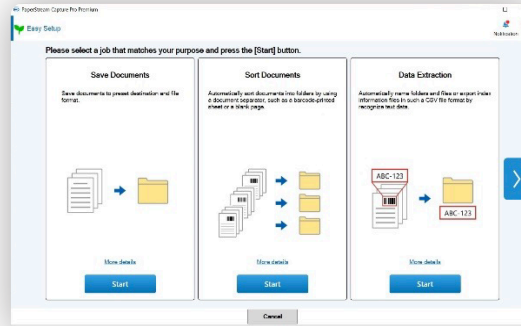 PaperStream Capture Pro Premium
Easy Setup
Notification
Please select a job that matches your purpose and press the [Start] button.
Save Documents
Save documents to preset destination and file
format.
More details
Start
Sort Documents
Automatically sort documents into folders by using
a document separator, such as a barcode-printed
sheet or a blank page.
More details
Start
Data Extraction
Automatically name folders and files or export index
information files in such a CSV file format by
recognize text data.
ABC-123
ABC-123
More details
Start
Cancel